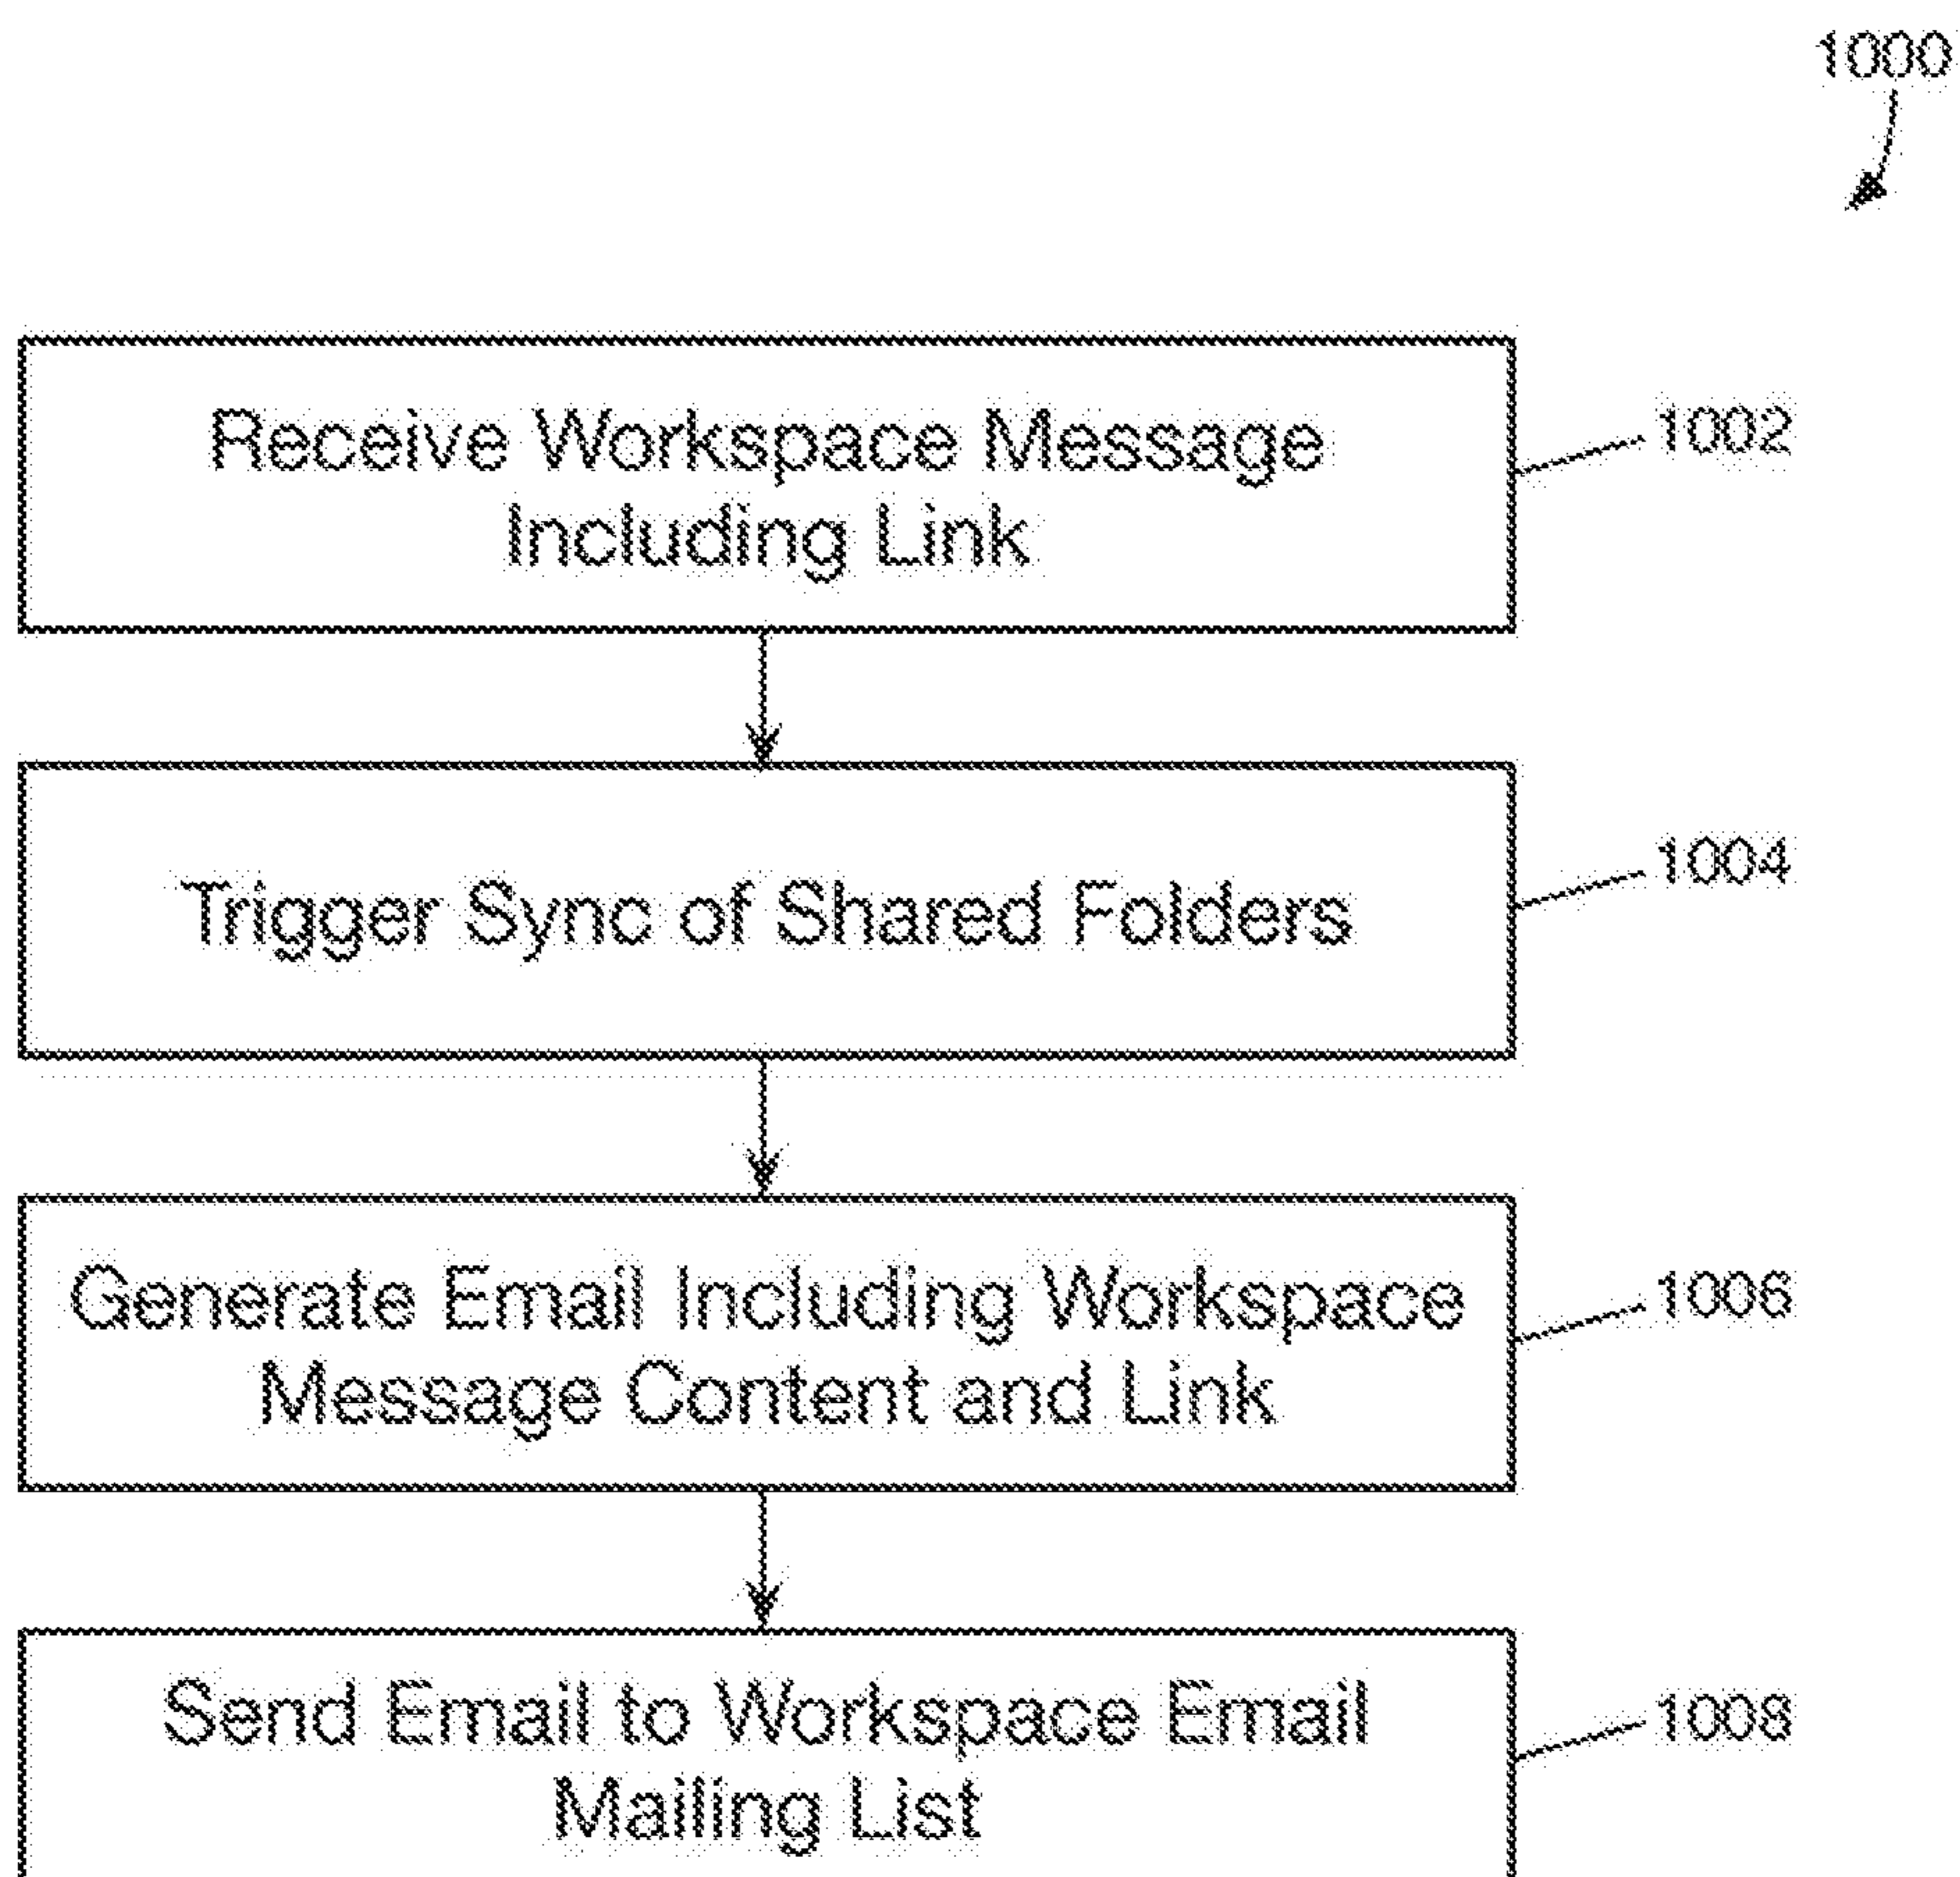 1000
Receive Workspace Message
Including Link
1002
Trigger Sync of Shared Folders
1004
Generate Email Including Workspace
Message Content and Link
1006
Send Email to Workspace Email
Mailing List
1008